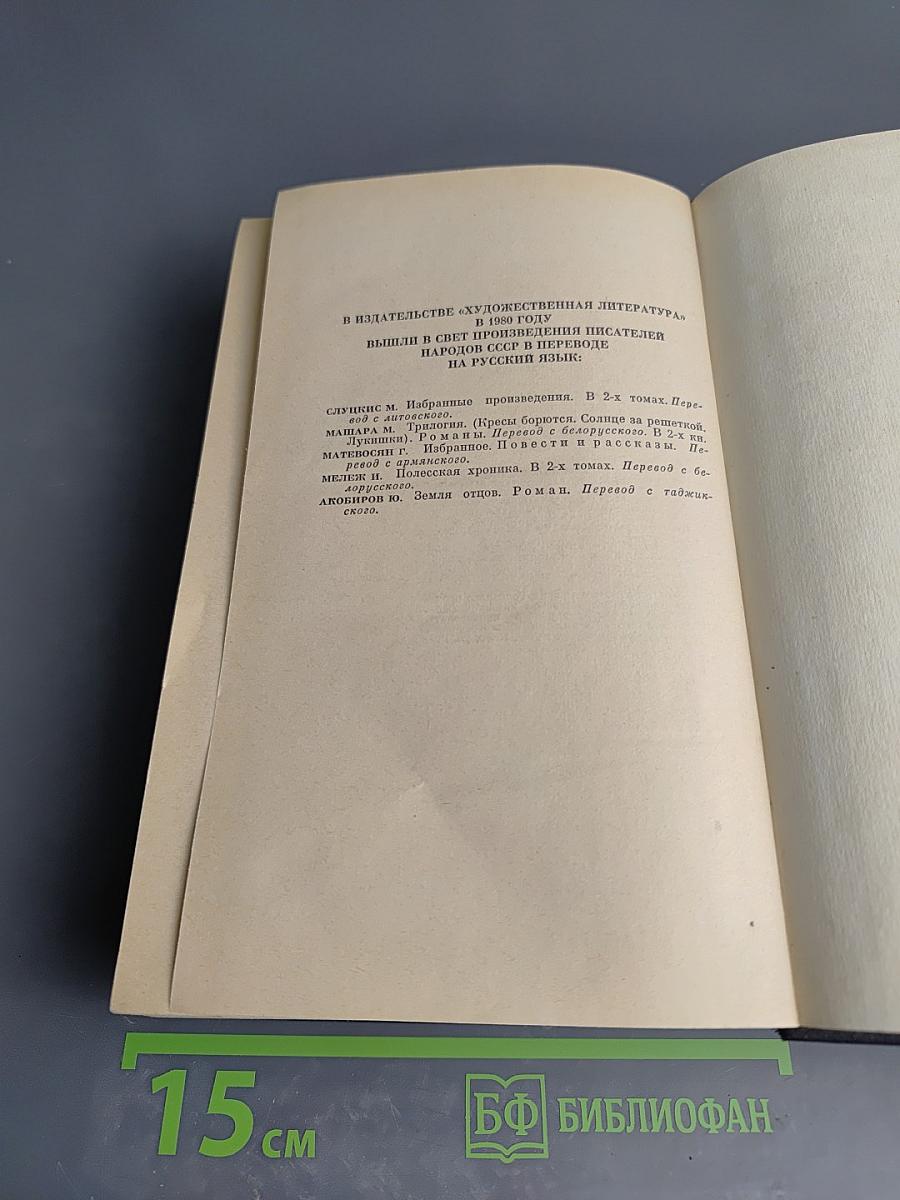 В ИЗДАТЕЛЬСТВЕ «ХУДОЖЕСТВЕННАЯ ЛИТЕРАТУРА»
В 1980 ГОДУ
ВЫШЛИ В СВЕТ ПРОИЗВЕДЕНИЯ ПИСАТЕЛЕЙ
НАРОДОВ СССР В ПЕРЕВОДЕ
НА РУССКИЙ ЯЗЫК:
СЛУЦКИС М. Избранные произведения. В 2-х томах. Пере-
вод с литовского.
МАШАРА М. Трилогия. (Кресы борются. Солнце за решеткой.
Лукишки). Романы. Перевод с белорусского. В 2-х кн.
МАТЕВОСЯН Г. Избранное. Повести и рассказы. Пе-
ревод с армянского.
МЕЛЕЖ И. Полесская хроника. В 2-х томах. Перевод с бе-
лорусского.
АКОБИРОВ Ю. Земля отцов. Роман. Перевод с таджик-
ского.
15 см
БФ БИБЛИОФАН